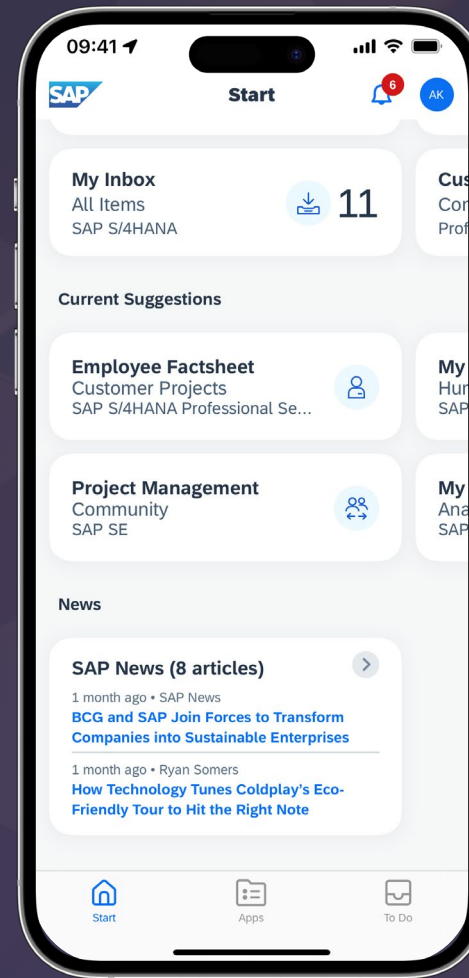 09:41
SAP
Start
6
AK
My Inbox
All Items
SAP S/4HANA
11
Cus
Cor
Prof
Current Suggestions
Employee Factsheet
Customer Projects
SAP S/4HANA Professional Se...
My
Hur
SAP
Project Management
Community
SAP SE
My
Ana
SAP
News
SAP News (8 articles)
1 month ago • SAP News
BCG and SAP Join Forces to Transform
Companies into Sustainable Enterprises
1 month ago • Ryan Somers
How Technology Tunes Coldplay's Eco-
Friendly Tour to Hit the Right Note
Start
Apps
To Do